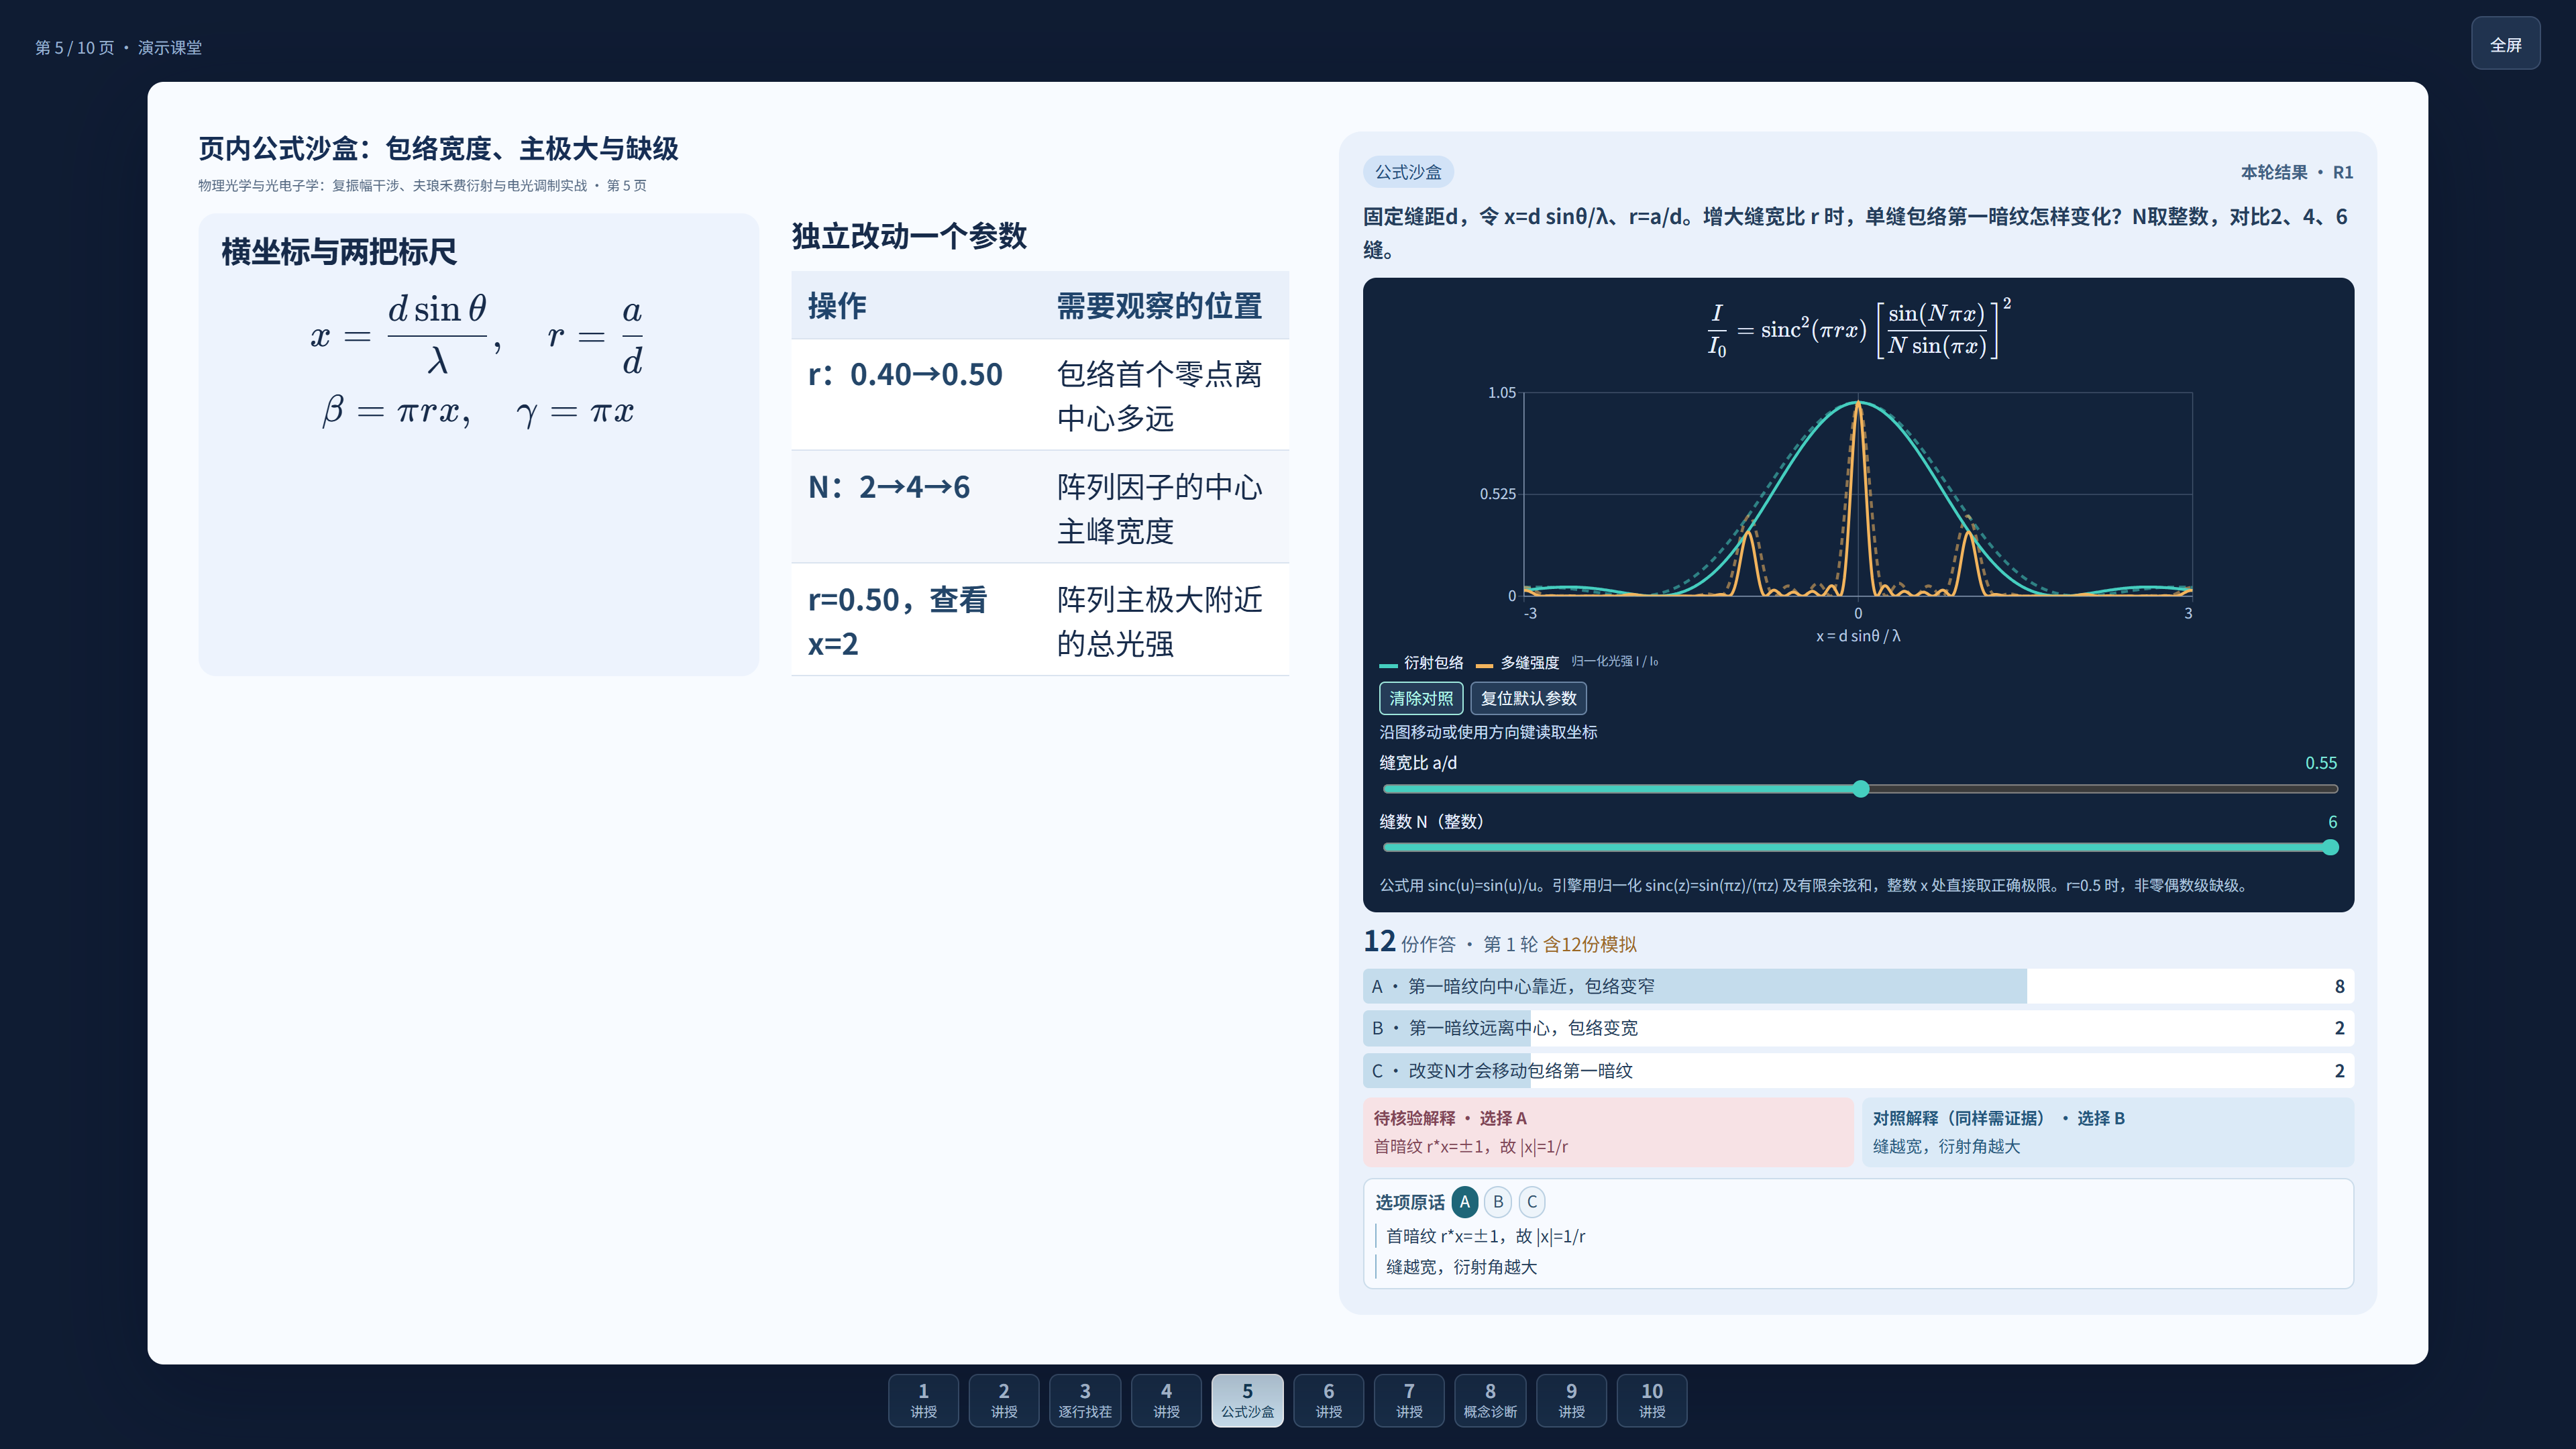 第 5 / 10 页 · 演示课堂
全屏
页内公式沙盒：包络宽度、主极大与缺级
物理光学与光电子学：复振幅干涉、夫琅禾费衍射与电光调制实战 · 第 5 页
横坐标与两把标尺
x = d sin θ / λ, r = a / d
β = πrx, γ = πx
独立改动一个参数
操作 需要观察的位置
r：0.40→0.50 包络首个零点离
中心多远
N：2→4→6 阵列因子的中心
主峰宽度
r=0.50，查看 阵列主极大附近
x=2 的总光强
公式沙盒
本轮结果 · R1
固定缝距d，令 x=d sinθ/λ、r=a/d。增大缝宽比 r 时，单缝包络第一暗纹怎样变化？N取整数，对比2、4、6
缝。
I / I₀ = sinc²(πrx) [ sin(Nπx) / N sin(πx) ]²
1.05
0.525
0
-3 0 3
x = d sinθ / λ
衍射包络 多缝强度 归一化光强 I / I₀
清除对照 复位默认参数
沿图移动或使用方向键读取坐标
缝宽比 a/d 0.55
缝数 N（整数） 6
公式用 sinc(u)=sin(u)/u。引擎用归一化 sinc(z)=sin(πz)/(πz) 及有限余弦和，整数 x 处直接取正确极限。r=0.5 时，非零偶数级缺级。
12 份作答 · 第 1 轮 含12份模拟
A · 第一暗纹向中心靠近，包络变窄 8
B · 第一暗纹远离中心，包络变宽 2
C · 改变N才会移动包络第一暗纹 2
待核验解释 · 选择 A
首暗纹 r*x=±1，故 |x|=1/r
对照解释（同样需证据） · 选择 B
缝越宽，衍射角越大
选项原话 A B C
首暗纹 r*x=±1，故 |x|=1/r
缝越宽，衍射角越大
1 讲授
2 讲授
3 逐行找茬
4 讲授
5 公式沙盒
6 讲授
7 讲授
8 概念诊断
9 讲授
10 讲授